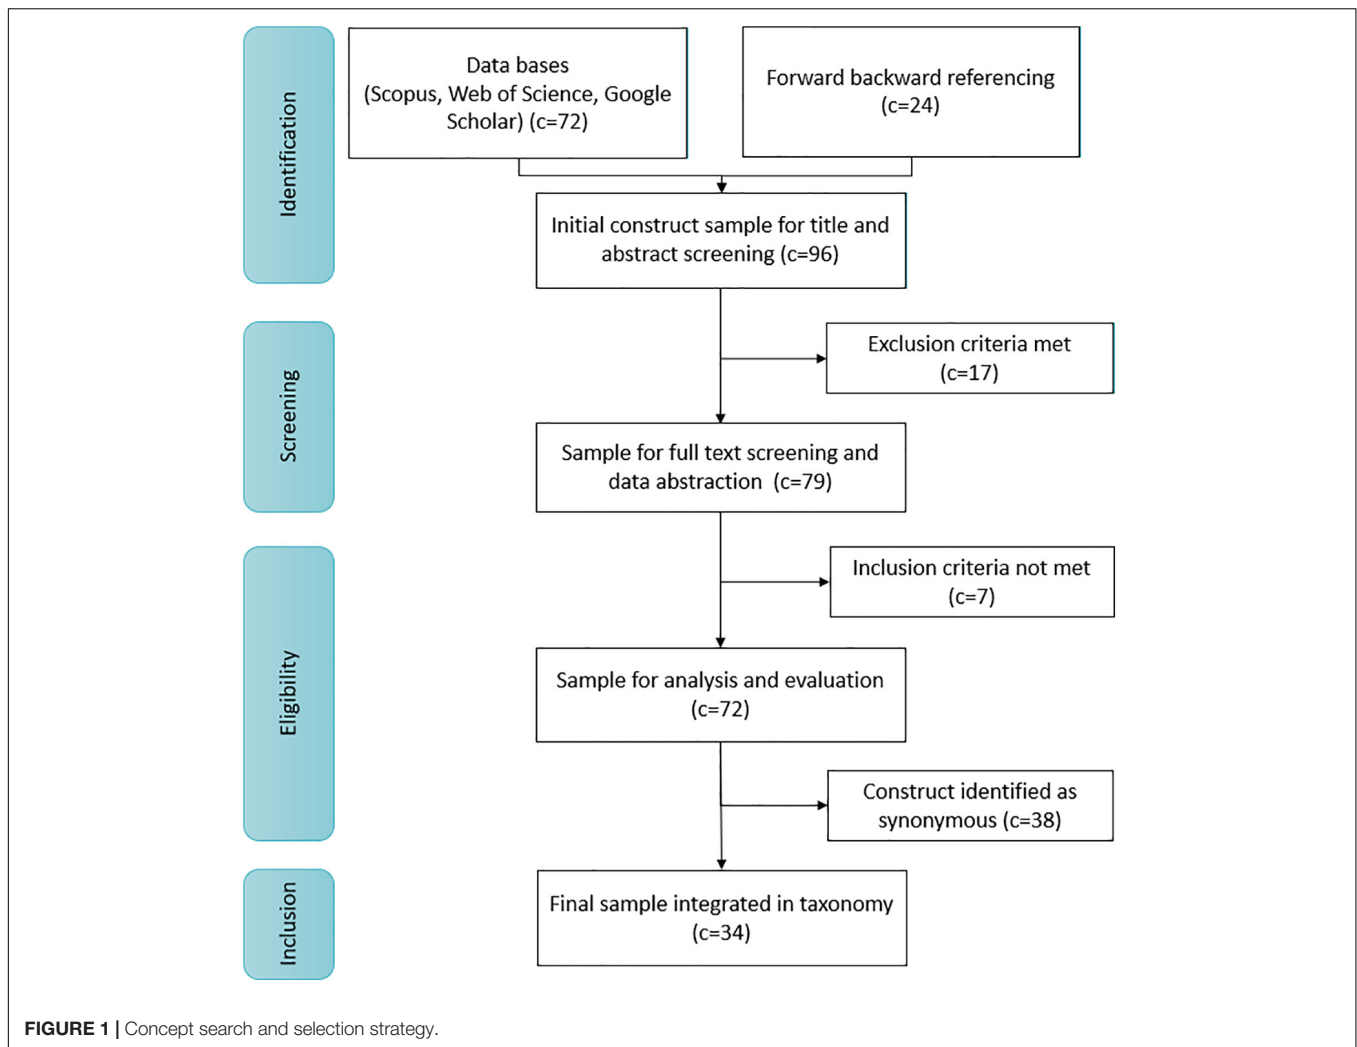 Identification
Data bases
(Scopus, Web of Science, Google
Scholar) (c=72)
Forward backward referencing
(c=24)
Initial construct sample for title and
abstract screening (c=96)
Screening
Exclusion criteria met
(c=17)
Sample for full text screening and
data abstraction (c=79)
Eligibility
Inclusion criteria not met
(c=7)
Sample for analysis and evaluation
(c=72)
Construct identified as
synonymous (c=38)
Inclusion
Final sample integrated in taxonomy
(c=34)
FIGURE 1 | Concept search and selection strategy.